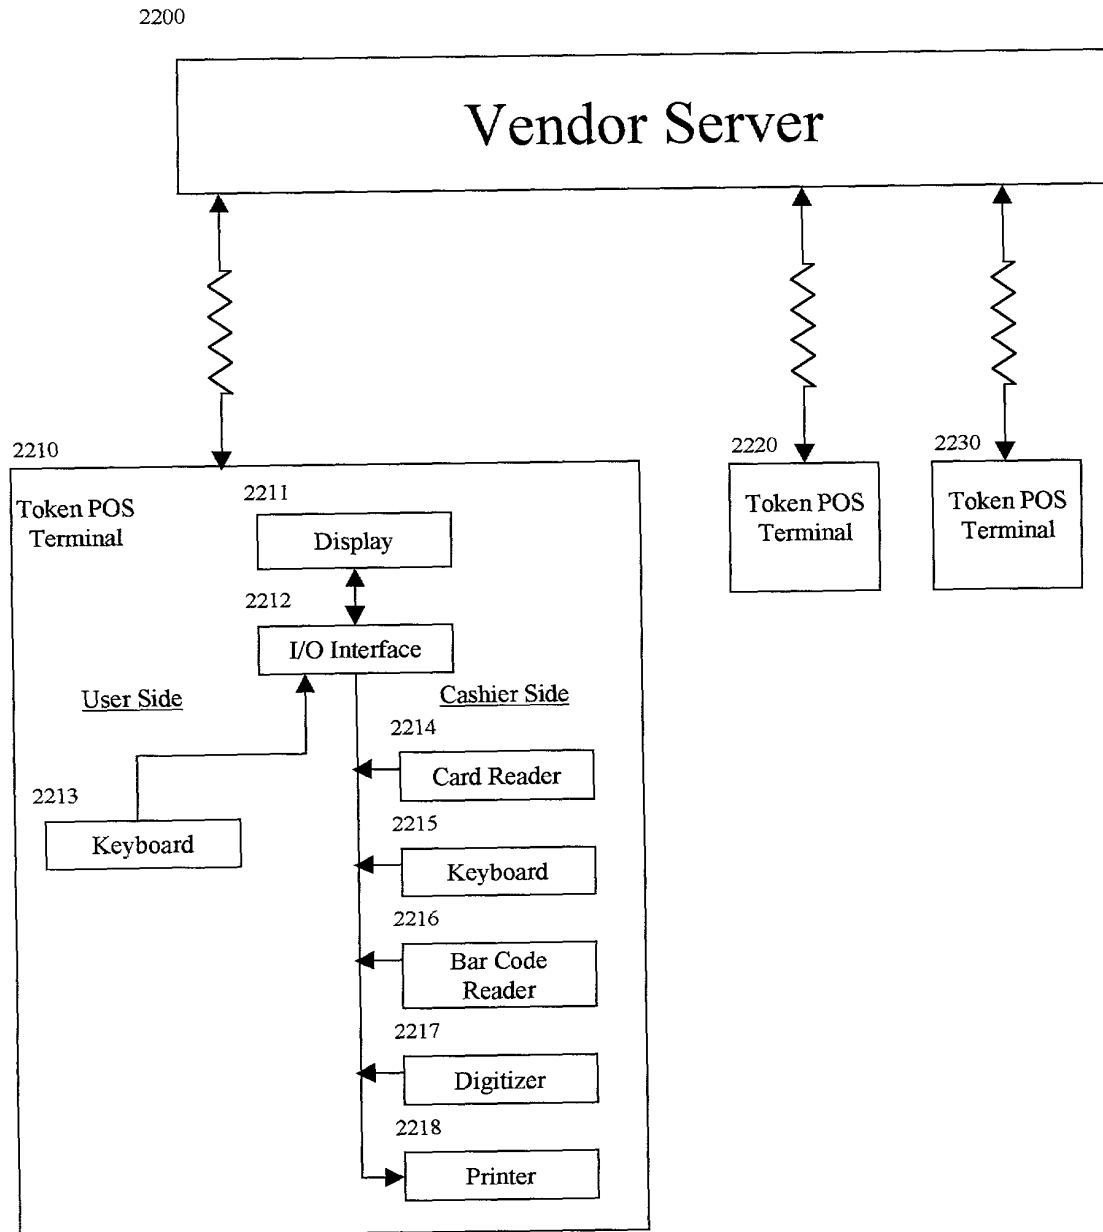 2200
Vendor Server
2210
2220
2230
Token POS
Terminal
2211
Display
Token POS
Terminal
Token POS
Terminal
2212
I/O Interface
User Side
Cashier Side
2214
Card Reader
2213
Keyboard
2215
Keyboard
2216
Bar Code
Reader
2217
Digitizer
2218
Printer